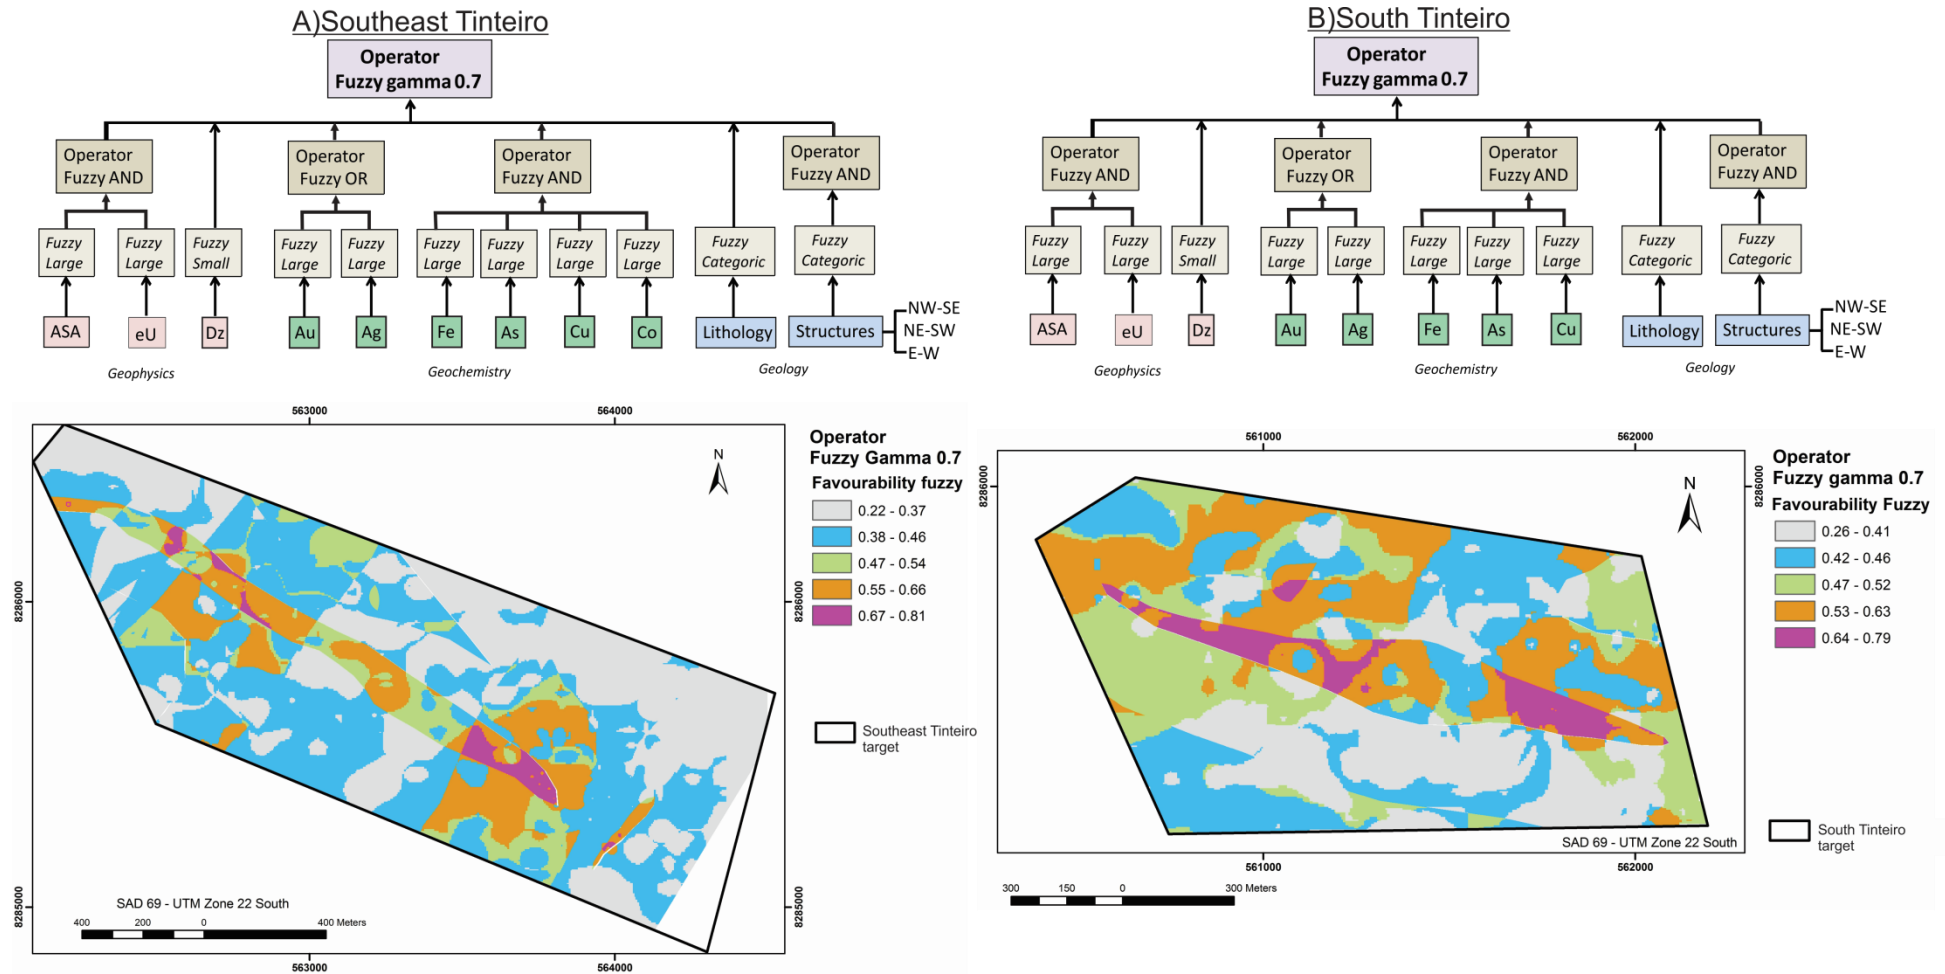 A)Southeast Tinteiro
Operator
Fuzzy gamma 0.7
Operator
Fuzzy AND
Operator
Fuzzy OR
Operator
Fuzzy AND
Operator
Fuzzy AND
Fuzzy
Large
Fuzzy
Large
Fuzzy
Small
Fuzzy
Large
Fuzzy
Large
Fuzzy
Large
Fuzzy
Large
Fuzzy
Large
Fuzzy
Large
Fuzzy
Categoric
Fuzzy
Categoric
ASA
eU
Dz
Au
Ag
Fe
As
Cu
Co
Lithology
Structures
NW-SE
NE-SW
E-W
Geophysics
Geochemistry
Geology
563000
564000
8286000
8286000
8285000
8285000
N
SAD 69 - UTM Zone 22 South
400
200
0
400 Meters
563000
564000
Operator
Fuzzy Gamma 0.7
Favourability fuzzy
0.22 - 0.37
0.38 - 0.46
0.47 - 0.54
0.55 - 0.66
0.67 - 0.81
Southeast Tinteiro
target
B)South Tinteiro
Operator
Fuzzy gamma 0.7
Operator
Fuzzy AND
Operator
Fuzzy OR
Operator
Fuzzy AND
Operator
Fuzzy AND
Fuzzy
Large
Fuzzy
Large
Fuzzy
Small
Fuzzy
Large
Fuzzy
Large
Fuzzy
Large
Fuzzy
Large
Fuzzy
Large
Fuzzy
Categoric
Fuzzy
Categoric
ASA
eU
Dz
Au
Ag
Fe
As
Cu
Lithology
Structures
NW-SE
NE-SW
E-W
Geophysics
Geochemistry
Geology
561000
562000
8286000
8286000
N
SAD 69 - UTM Zone 22 South
561000
562000
300
150
0
300 Meters
Operator
Fuzzy gamma 0.7
Favourability Fuzzy
0.26 - 0.41
0.42 - 0.46
0.47 - 0.52
0.53 - 0.63
0.64 - 0.79
South Tinteiro
target